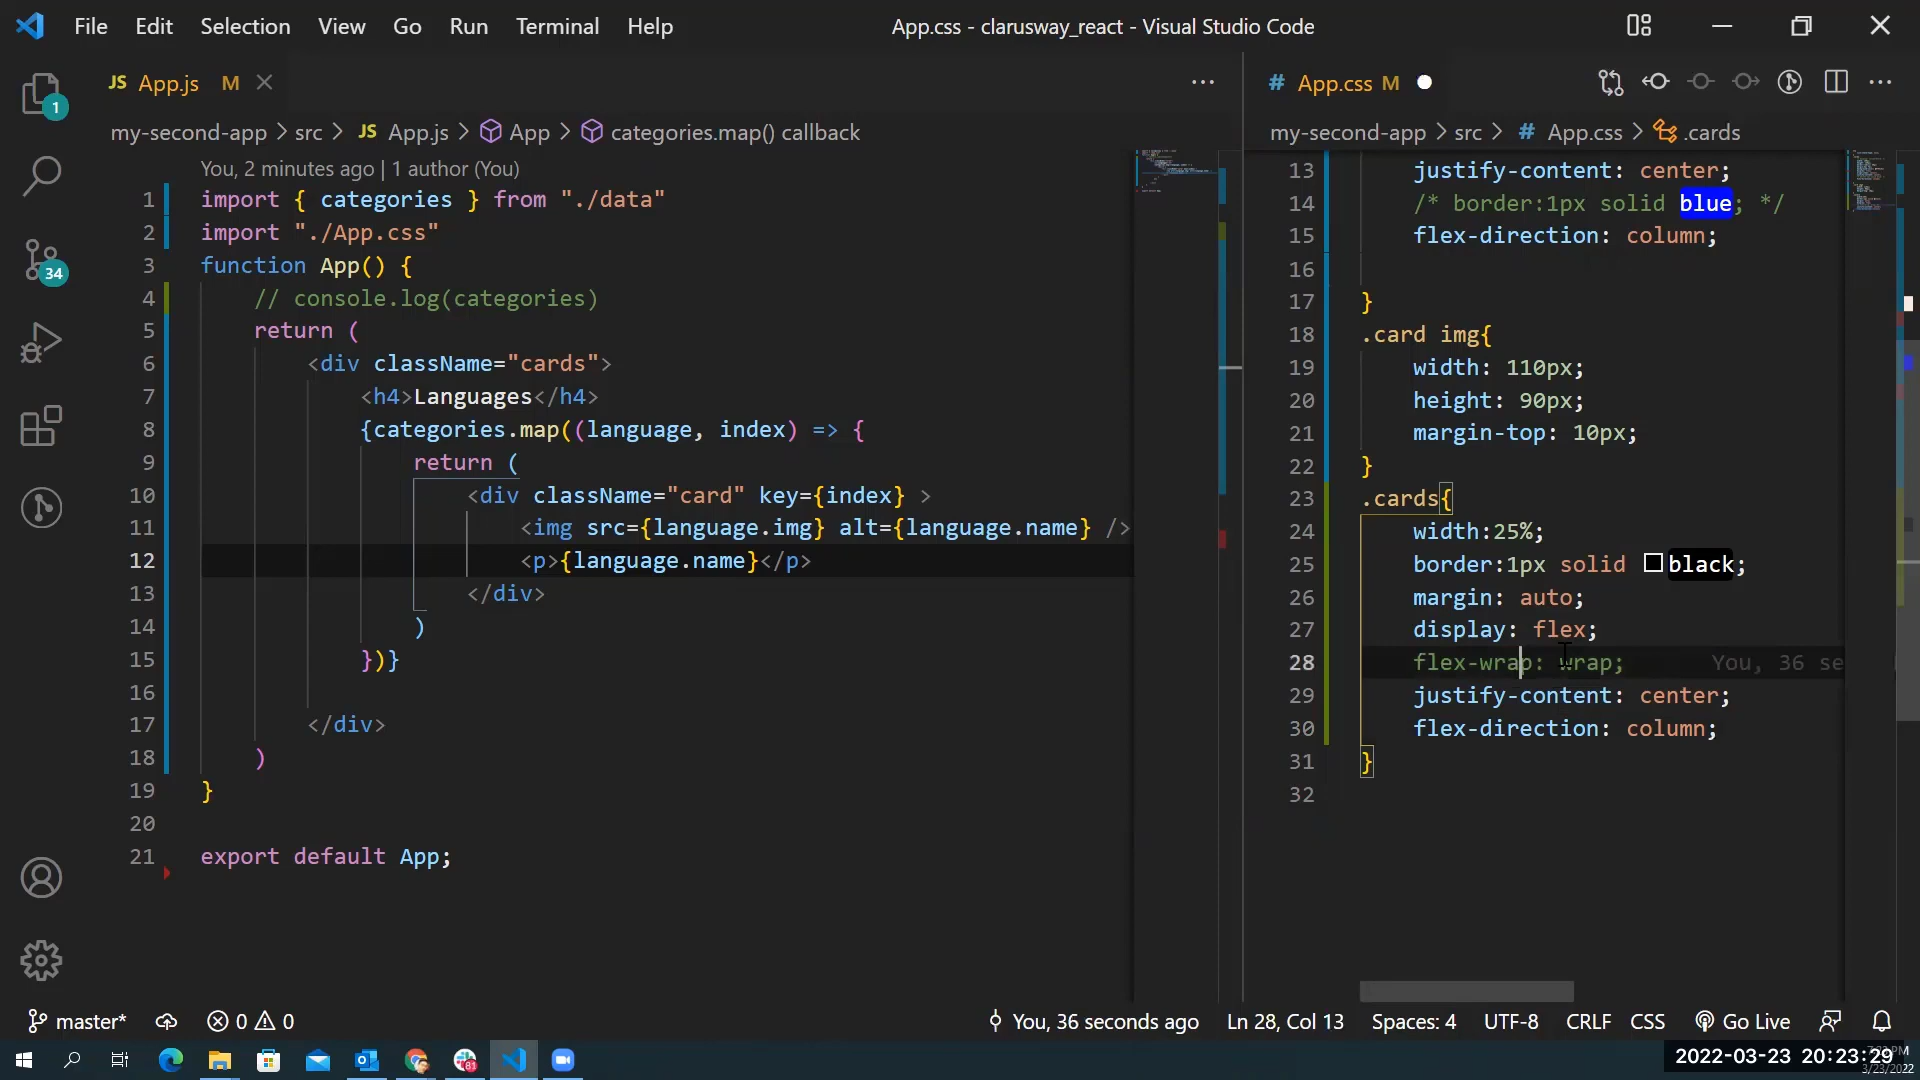 File Edit Selection View Go Run Terminal Help
App.css - clarusway_react - Visual Studio Code
JS App.js M
# App.css M
my-second-app > src > JS App.js > App > categories.map() callback
You, 2 minutes ago | 1 author (You)
1 import { categories } from "./data"
2 import "./App.css"
3 function App() {
4 // console.log(categories)
5 return (
6 <div className="cards">
7 <h4>Languages</h4>
8 {categories.map((language, index) => {
9 return (
10 <div className="card" key={index} >
11 <img src={language.img} alt={language.name} />
12 <p>{language.name}</p>
13 </div>
14 )
15 })}
16
17 </div>
18 )
19 }
20
21 export default App;
my-second-app > src > # App.css > .cards
13 justify-content: center;
14 /* border:1px solid blue; */
15 flex-direction: column;
16
17 }
18 .card img{
19 width: 110px;
20 height: 90px;
21 margin-top: 10px;
22 }
23 .cards{
24 width:25%;
25 border:1px solid black;
26 margin: auto;
27 display: flex;
28 flex-wrap: wrap; You, 36 se
29 justify-content: center;
30 flex-direction: column;
31 }
32
1
34
master* 0 0
You, 36 seconds ago Ln 28, Col 13 Spaces: 4 UTF-8 CRLF CSS Go Live
81
2022-03-23 20:23:29
3/23/2022